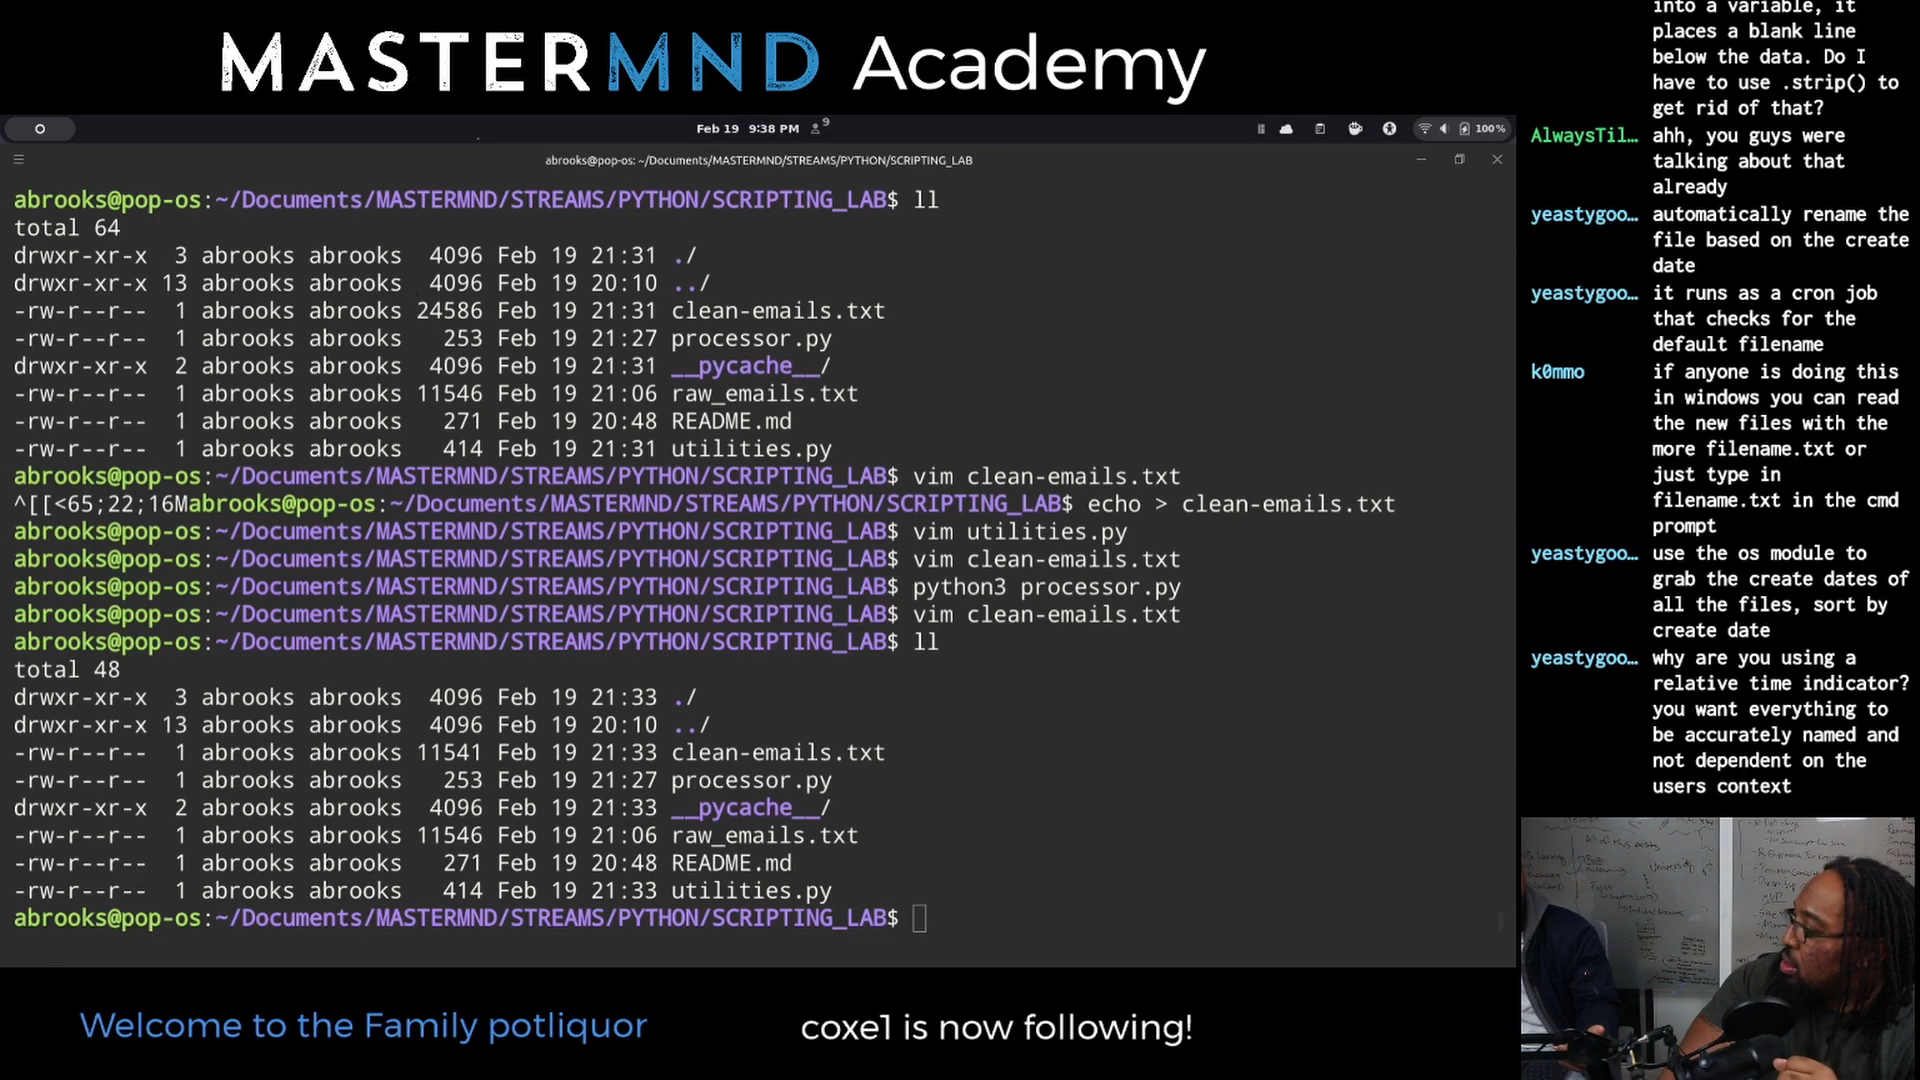 MASTERMND Academy
Feb 19 9:38 PM
9
100%
abrooks@pop-os: ~/Documents/MASTERMND/STREAMS/PYTHON/SCRIPTING_LAB
abrooks@pop-os:~/Documents/MASTERMND/STREAMS/PYTHON/SCRIPTING_LAB$ ll
total 64
drwxr-xr-x 3 abrooks abrooks 4096 Feb 19 21:31 ./
drwxr-xr-x 13 abrooks abrooks 4096 Feb 19 20:10 ../
-rw-r--r-- 1 abrooks abrooks 24586 Feb 19 21:31 clean-emails.txt
-rw-r--r-- 1 abrooks abrooks 253 Feb 19 21:27 processor.py
drwxr-xr-x 2 abrooks abrooks 4096 Feb 19 21:31 __pycache__/
-rw-r--r-- 1 abrooks abrooks 11546 Feb 19 21:06 raw_emails.txt
-rw-r--r-- 1 abrooks abrooks 271 Feb 19 20:48 README.md
-rw-r--r-- 1 abrooks abrooks 414 Feb 19 21:31 utilities.py
abrooks@pop-os:~/Documents/MASTERMND/STREAMS/PYTHON/SCRIPTING_LAB$ vim clean-emails.txt
^[[<65;22;16Mabrooks@pop-os:~/Documents/MASTERMND/STREAMS/PYTHON/SCRIPTING_LAB$ echo > clean-emails.txt
abrooks@pop-os:~/Documents/MASTERMND/STREAMS/PYTHON/SCRIPTING_LAB$ vim utilities.py
abrooks@pop-os:~/Documents/MASTERMND/STREAMS/PYTHON/SCRIPTING_LAB$ vim clean-emails.txt
abrooks@pop-os:~/Documents/MASTERMND/STREAMS/PYTHON/SCRIPTING_LAB$ python3 processor.py
abrooks@pop-os:~/Documents/MASTERMND/STREAMS/PYTHON/SCRIPTING_LAB$ vim clean-emails.txt
abrooks@pop-os:~/Documents/MASTERMND/STREAMS/PYTHON/SCRIPTING_LAB$ ll
total 48
drwxr-xr-x 3 abrooks abrooks 4096 Feb 19 21:33 ./
drwxr-xr-x 13 abrooks abrooks 4096 Feb 19 20:10 ../
-rw-r--r-- 1 abrooks abrooks 11541 Feb 19 21:33 clean-emails.txt
-rw-r--r-- 1 abrooks abrooks 253 Feb 19 21:27 processor.py
drwxr-xr-x 2 abrooks abrooks 4096 Feb 19 21:33 __pycache__/
-rw-r--r-- 1 abrooks abrooks 11546 Feb 19 21:06 raw_emails.txt
-rw-r--r-- 1 abrooks abrooks 271 Feb 19 20:48 README.md
-rw-r--r-- 1 abrooks abrooks 414 Feb 19 21:33 utilities.py
abrooks@pop-os:~/Documents/MASTERMND/STREAMS/PYTHON/SCRIPTING_LAB$
into a variable, it
places a blank line
below the data. Do I
have to use .strip() to
get rid of that?
AlwaysTil… ahh, you guys were
talking about that
already
yeastygoo… automatically rename the
file based on the create
date
yeastygoo… it runs as a cron job
that checks for the
default filename
k0mmo if anyone is doing this
in windows you can read
the new files with the
more filename.txt or
just type in
filename.txt in the cmd
prompt
yeastygoo… use the os module to
grab the create dates of
all the files, sort by
create date
yeastygoo… why are you using a
relative time indicator?
you want everything to
be accurately named and
not dependent on the
users context
Welcome to the Family potliquor
coxe1 is now following!